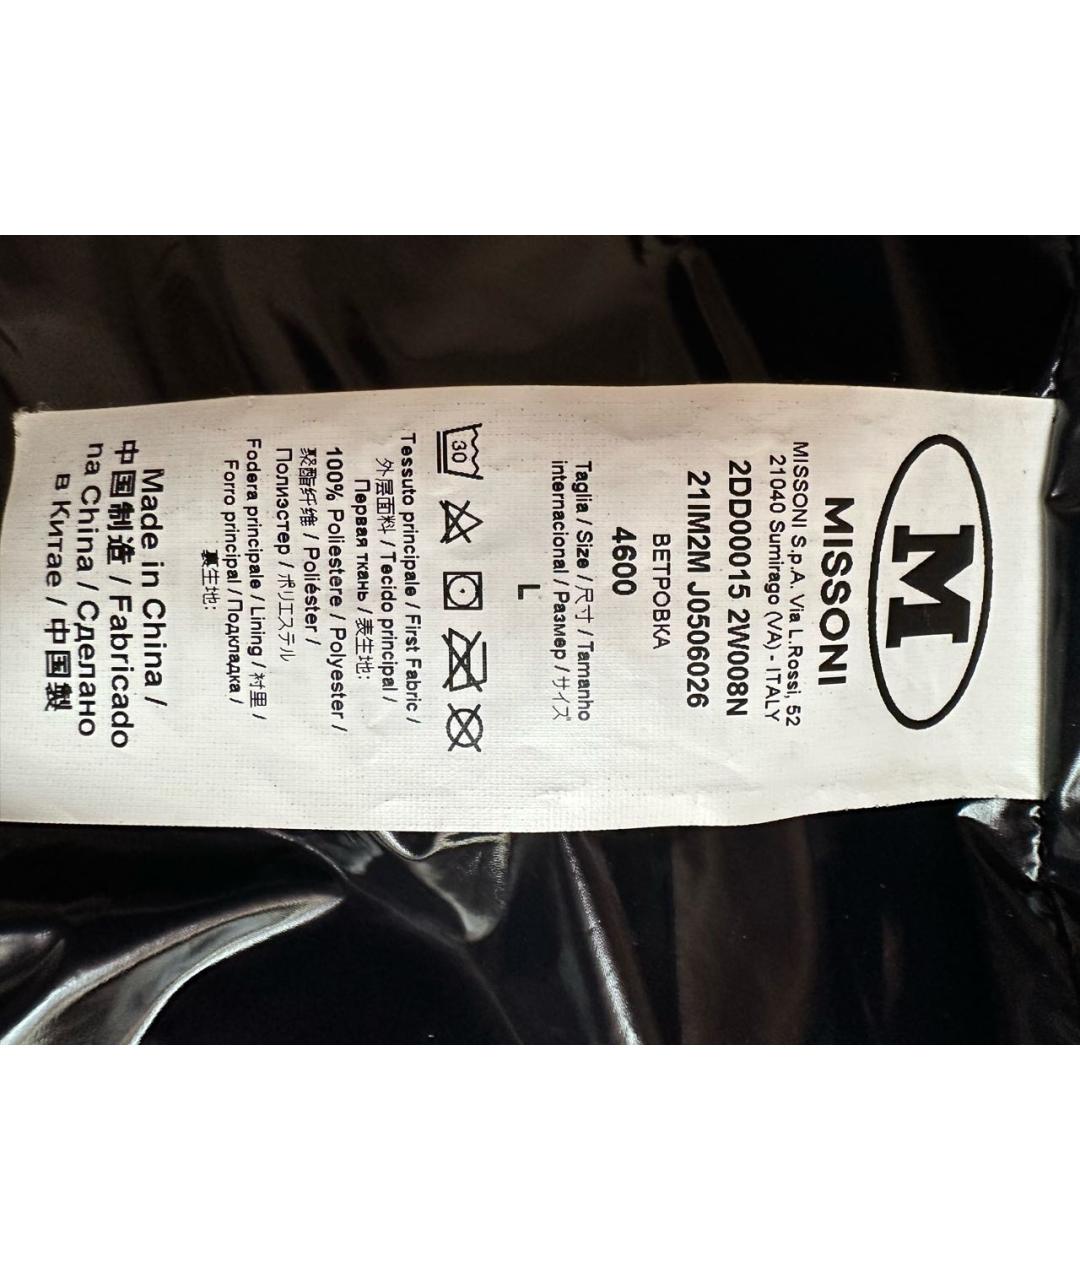 M
MISSONI
MISSONI S.p.A. Via L.Rossi, 52
21040 Sumirago (VA) - ITALY
2DD00015 2W008N
21IM2M J0506026
ВЕТРОВКА
4600
Taglia / Size / 尺寸 / Tamanho
internacional / Размер / サイズ
L
30
Tessuto principale / First Fabric /
外层面料 / Tecido principal /
Первая ткань / 表生地:
100% Poliestere / Polyester /
聚酯纤维 / Poliéster /
Полиэстер / ポリエステル
Fodera principale / Lining / 衬里 /
Forro principal / Подкладка /
裏生地:
Made in China /
中国制造 / Fabricado
na China / Сделано
в Китае / 中国製